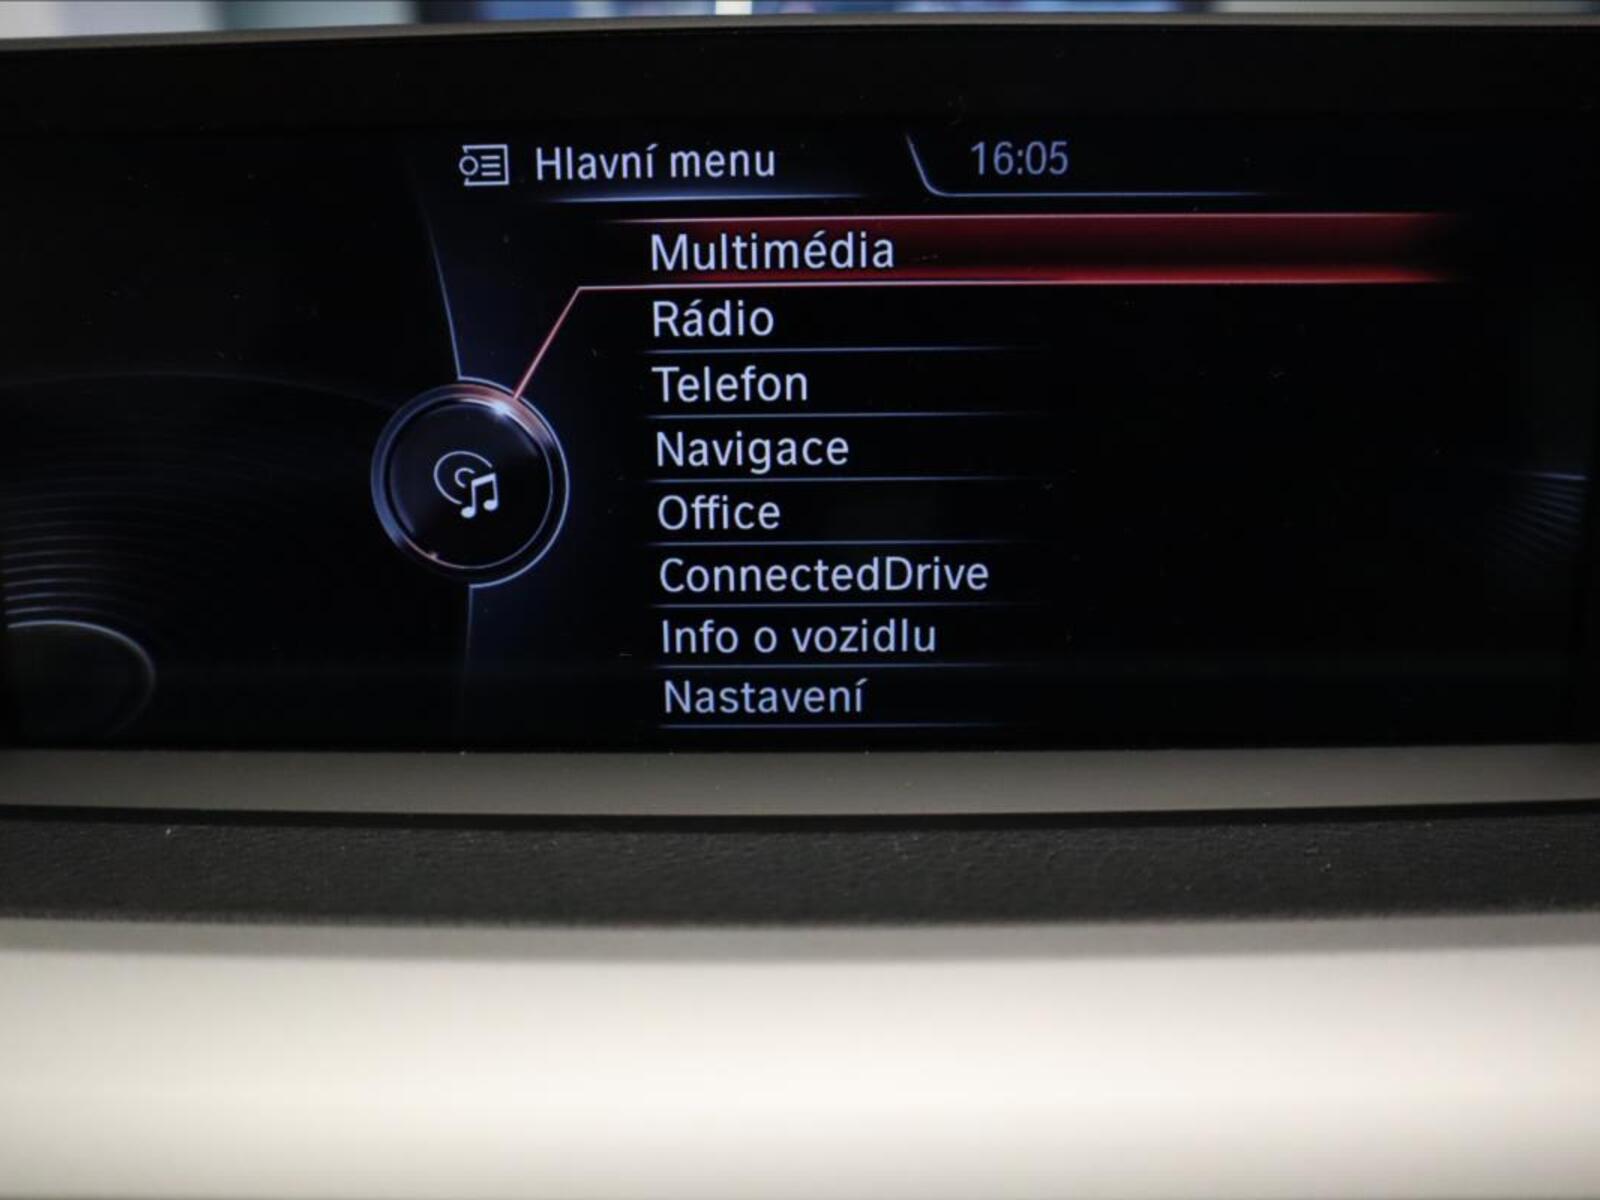 Hlavní menu
16:05
Multimédia
Rádio
Telefon
Navigace
Office
ConnectedDrive
Info o vozidlu
Nastavení